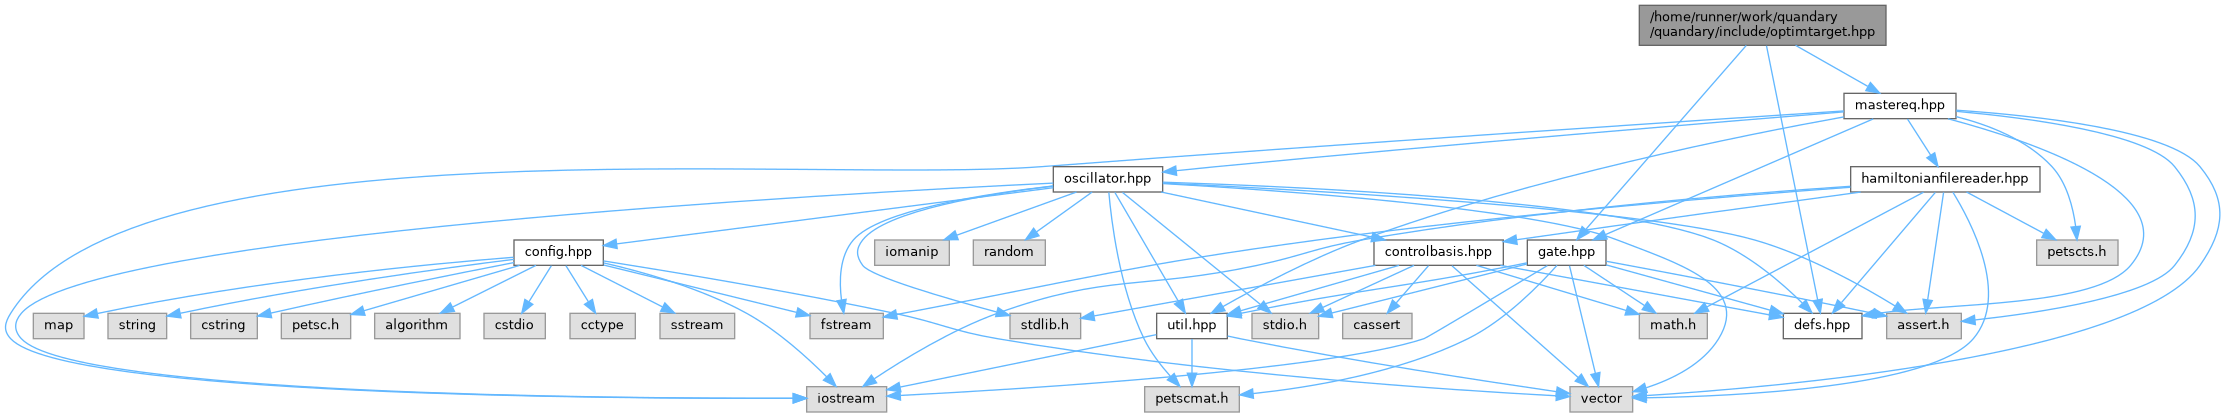 /home/runner/work/quandary
/quandary/include/optimtarget.hpp
mastereq.hpp
oscillator.hpp
hamiltonianfilereader.hpp
config.hpp
iomanip
random
controlbasis.hpp
gate.hpp
petscts.h
map
string
cstring
petsc.h
algorithm
cstdio
cctype
sstream
fstream
stdlib.h
util.hpp
stdio.h
cassert
math.h
defs.hpp
assert.h
iostream
petscmat.h
vector